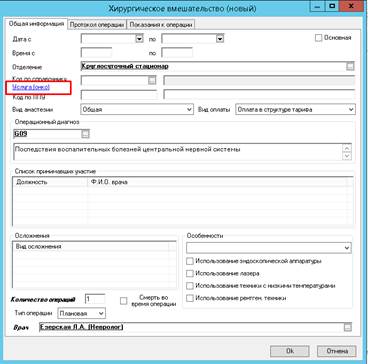 Хирургическое вмешательство (новый)
Общая информация Протокол операции Показания к операции
Дата с по Основная
Время с по
Отделение Круглосуточный стационар
Код по справочнику
Услуга (онко)
Код по ППУ
Вид анастезии Общая Вид оплаты Оплата в структуре тарифа
Операционный диагноз
G09
Последствия воспалительных болезней центральной нервной системы
Список принимавших участие
Должность Ф.И.О. врача
Осложнения Особенности
Вид осложнения
Использование эндоскопической аппаратуры
Использование лазера
Использование техники с низкими температурами
Использование рентген. техники
Количество операций 1 Смерть во время операции
Тип операции Плановая
Врач Езерская Л.А. (Невролог)
Ok Отмена